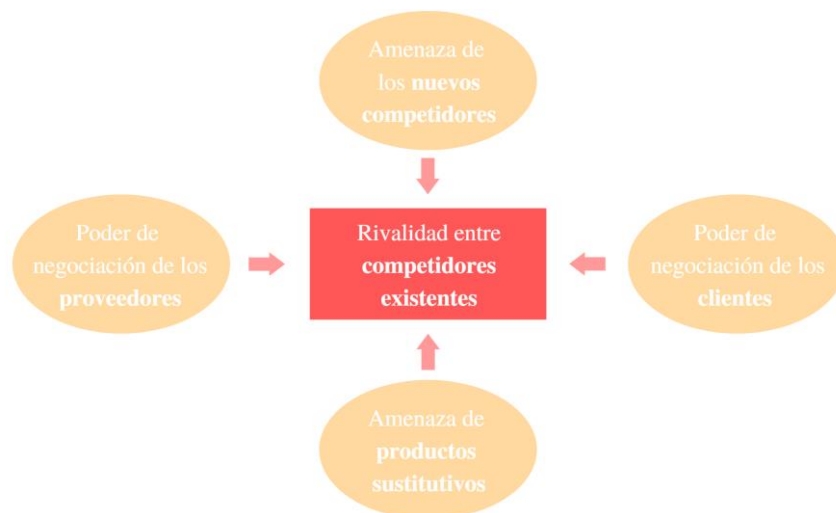 Amenaza de
los nuevos
competidores
Poder de
negociación de los
proveedores
Rivalidad entre
competidores
existentes
Poder de
negociación de los
clientes
Amenaza de
productos
sustitutivos